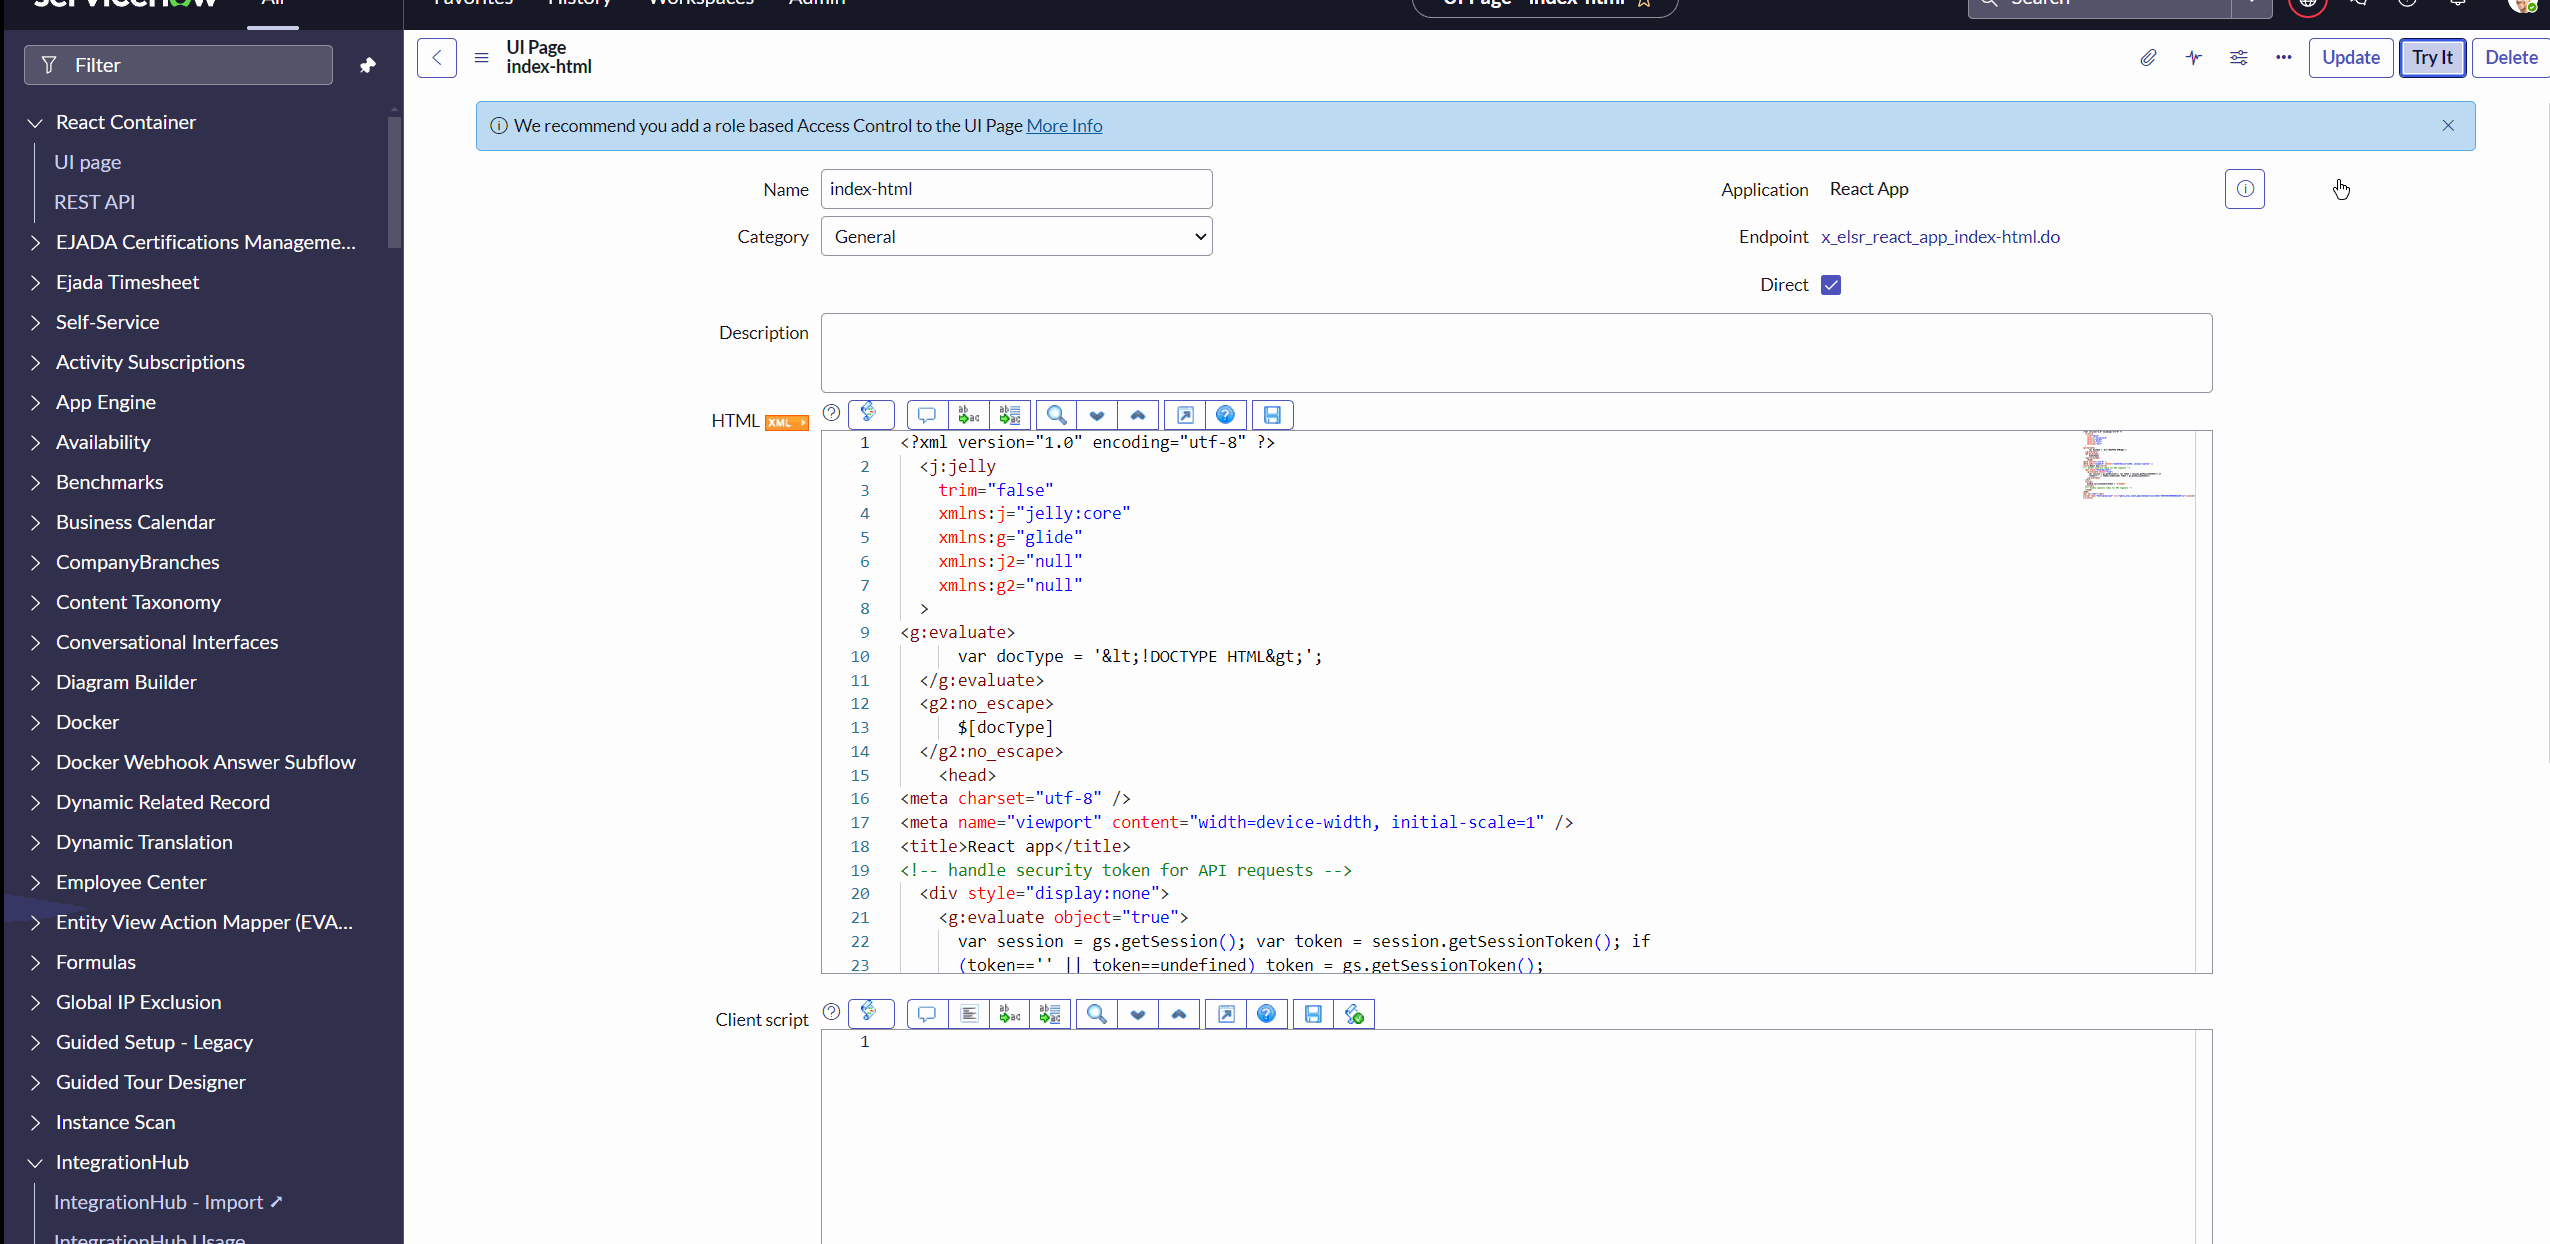 servicenow
All
Favorites
History
Workspaces
Admin
UI Page - index-html
Search
Filter
React Container
UI page
REST API
EJADA Certifications Manageme...
Ejada Timesheet
Self-Service
Activity Subscriptions
App Engine
Availability
Benchmarks
Business Calendar
CompanyBranches
Content Taxonomy
Conversational Interfaces
Diagram Builder
Docker
Docker Webhook Answer Subflow
Dynamic Related Record
Dynamic Translation
Employee Center
Entity View Action Mapper (EVA...
Formulas
Global IP Exclusion
Guided Setup - Legacy
Guided Tour Designer
Instance Scan
IntegrationHub
IntegrationHub - Import
IntegrationHub Usage
UI Page
index-html
Update
Try It
Delete
We recommend you add a role based Access Control to the UI Page More Info
Name index-html
Category General
Application React App
Endpoint x_elsr_react_app_index-html.do
Direct
Description
HTML XML
1 <?xml version="1.0" encoding="utf-8" ?>
2 <j:jelly
3 trim="false"
4 xmlns:j="jelly:core"
5 xmlns:g="glide"
6 xmlns:j2="null"
7 xmlns:g2="null"
8 >
9 <g:evaluate>
10 var docType = '&lt;!DOCTYPE HTML&gt;';
11 </g:evaluate>
12 <g2:no_escape>
13 $[docType]
14 </g2:no_escape>
15 <head>
16 <meta charset="utf-8" />
17 <meta name="viewport" content="width=device-width, initial-scale=1" />
18 <title>React app</title>
19 <!-- handle security token for API requests -->
20 <div style="display:none">
21 <g:evaluate object="true">
22 var session = gs.getSession(); var token = session.getSessionToken(); if
23 (token=='' || token==undefined) token = gs.getSessionToken();
Client script
1